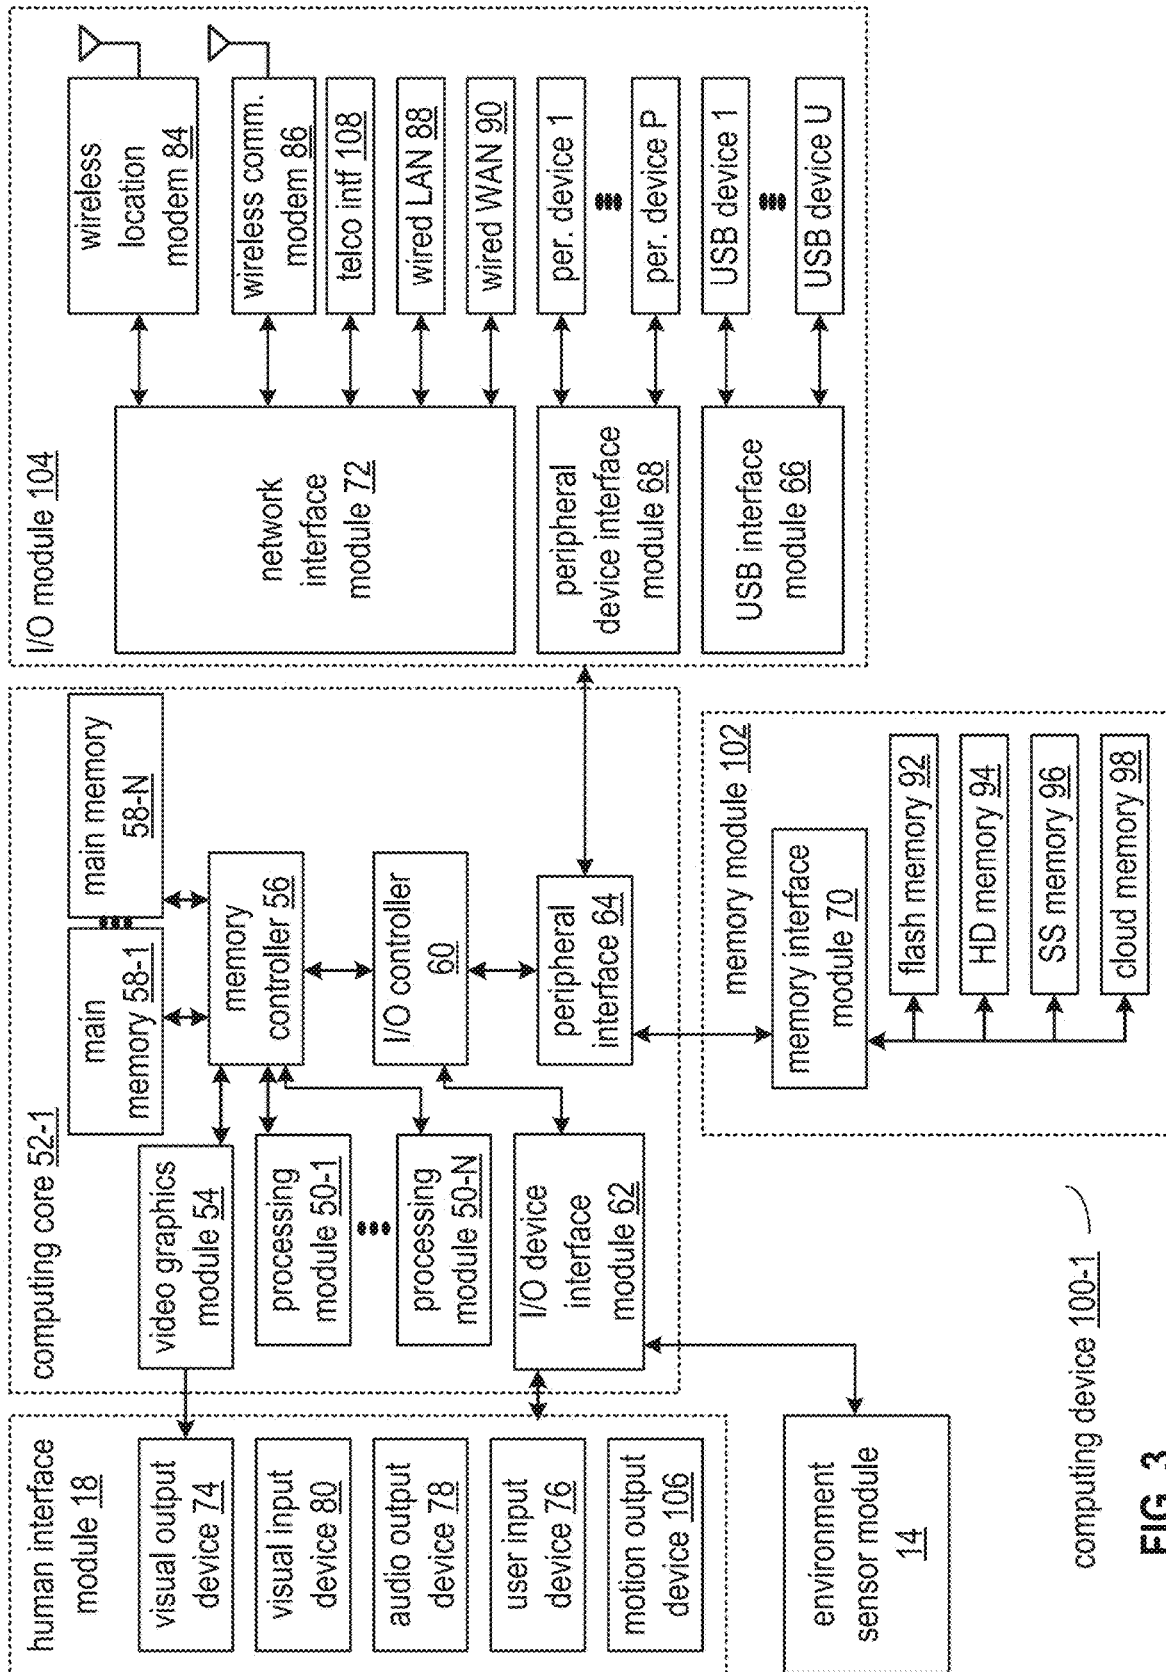 human interface
module 18
visual output
device 74
visual input
device 80
audio output
device 78
user input
device 76
motion output
device 106
environment
sensor module
14
computing core 52-1
video graphics
module 54
processing
module 50-1
processing
module 50-N
I/O device
interface
module 62
main
memory 58-1
main memory
58-N
memory
controller 56
I/O controller
60
peripheral
interface 64
memory module 102
memory interface
module 70
flash memory 92
HD memory 94
SS memory 96
cloud memory 98
I/O module 104
network
interface
module 72
peripheral
device interface
module 68
USB interface
module 66
wireless
location
modem 84
wireless comm.
modem 86
telco intf 108
wired LAN 88
wired WAN 90
per. device 1
per. device P
USB device 1
USB device U
computing device 100-1
FIG. 3